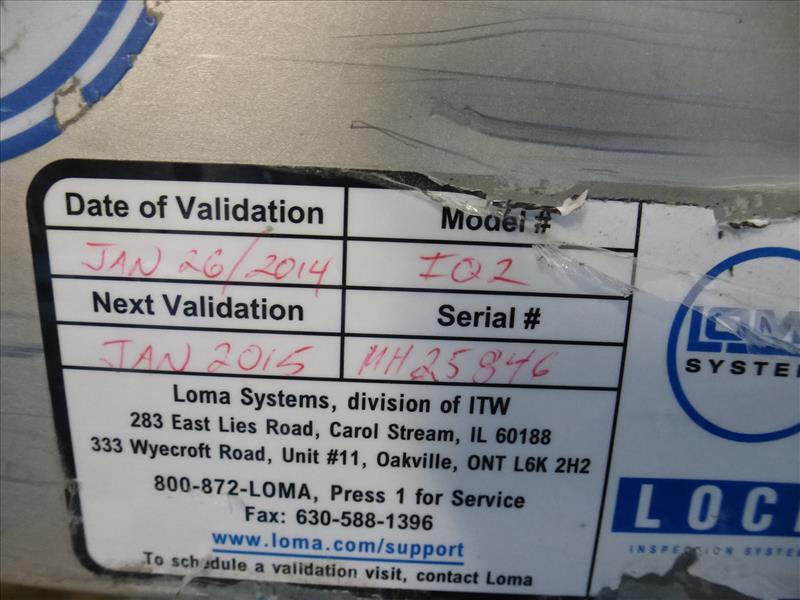 Date of Validation Model #
JAN 26/2014 IQ2
Next Validation Serial #
JAN 2015 MH25846
Loma Systems, division of ITW
283 East Lies Road, Carol Stream, IL 60188
333 Wyecroft Road, Unit #11, Oakville, ONT L6K 2H2
800-872-LOMA, Press 1 for Service
Fax: 630-588-1396
www.loma.com/support
To schedule a validation visit, contact Loma
LOM
SYSTE
LOC
INSPECTION SYSTE